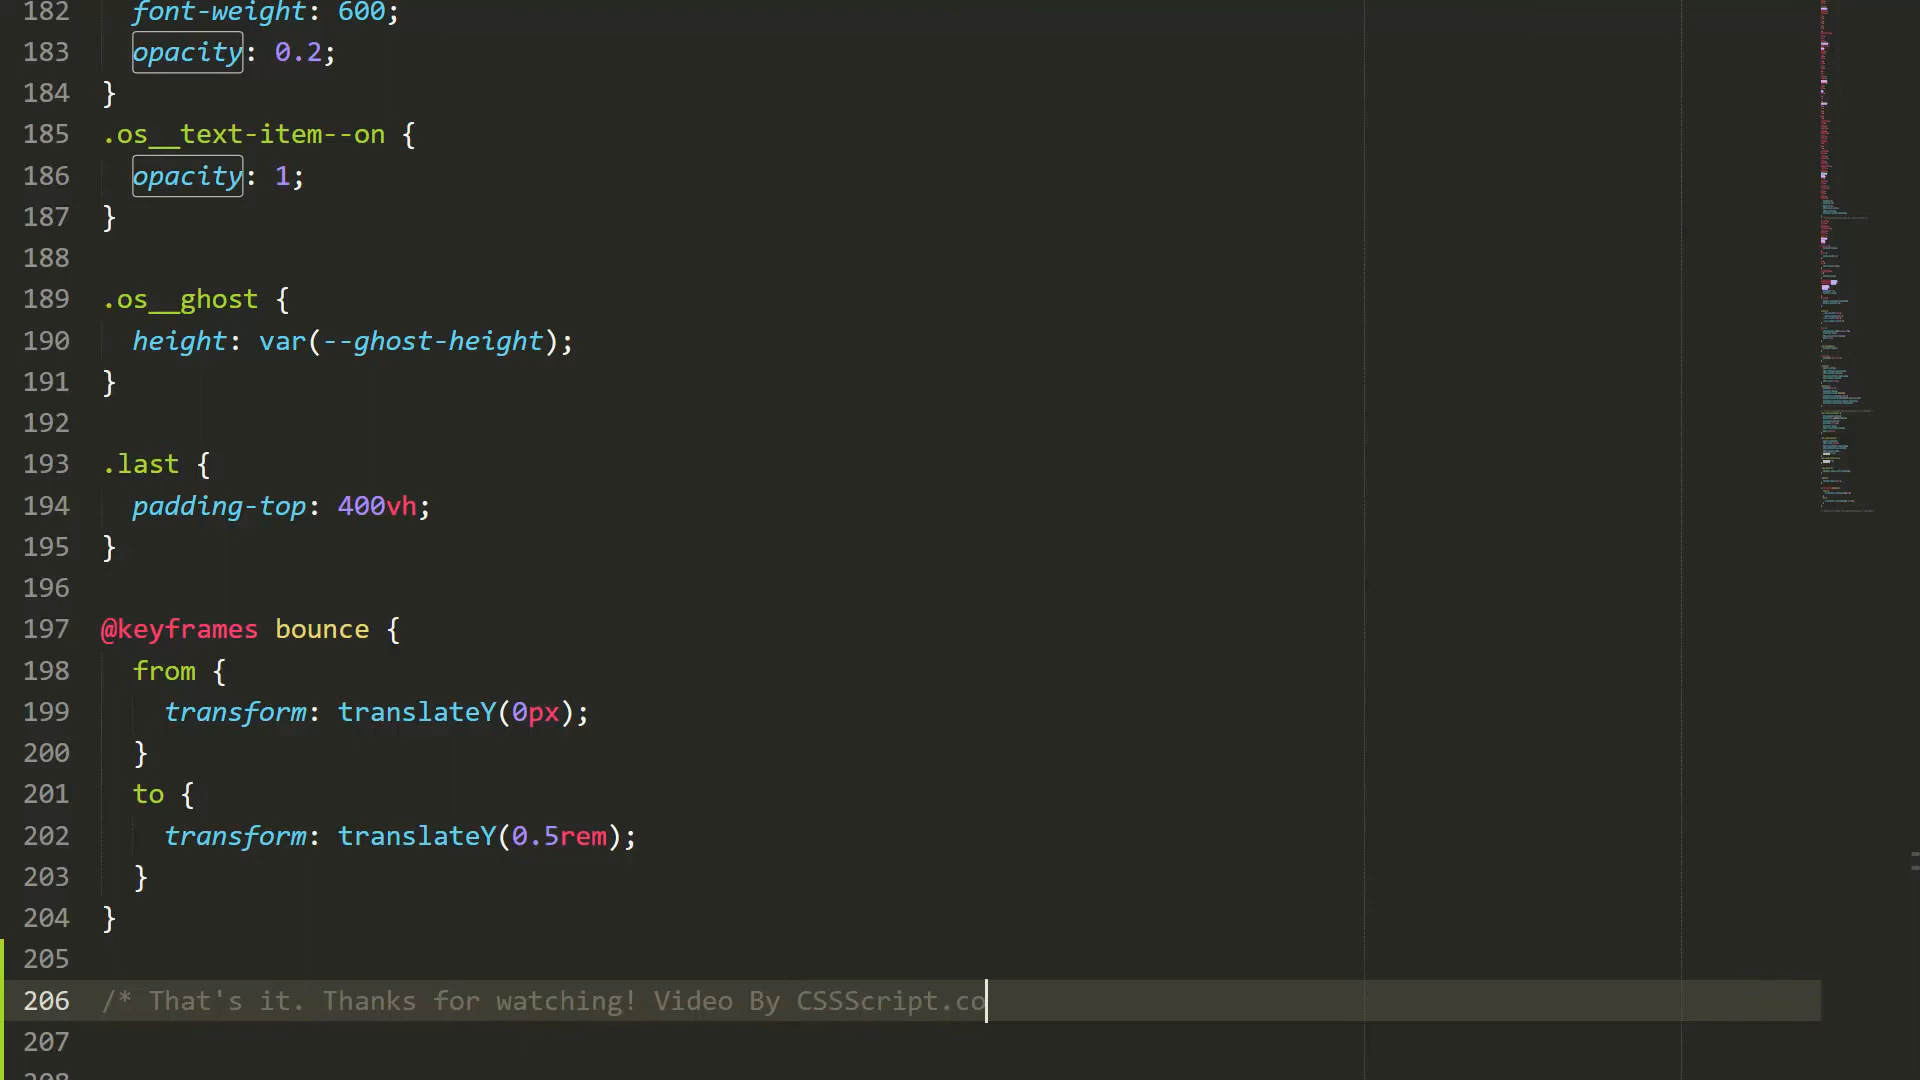 182 font-weight: 600;
183 opacity: 0.2;
184 }
185 .os__text-item--on {
186 opacity: 1;
187 }
188
189 .os__ghost {
190 height: var(--ghost-height);
191 }
192
193 .last {
194 padding-top: 400vh;
195 }
196
197 @keyframes bounce {
198 from {
199 transform: translateY(0px);
200 }
201 to {
202 transform: translateY(0.5rem);
203 }
204 }
205
206 /* That's it. Thanks for watching! Video By CSSScript.co
207
208